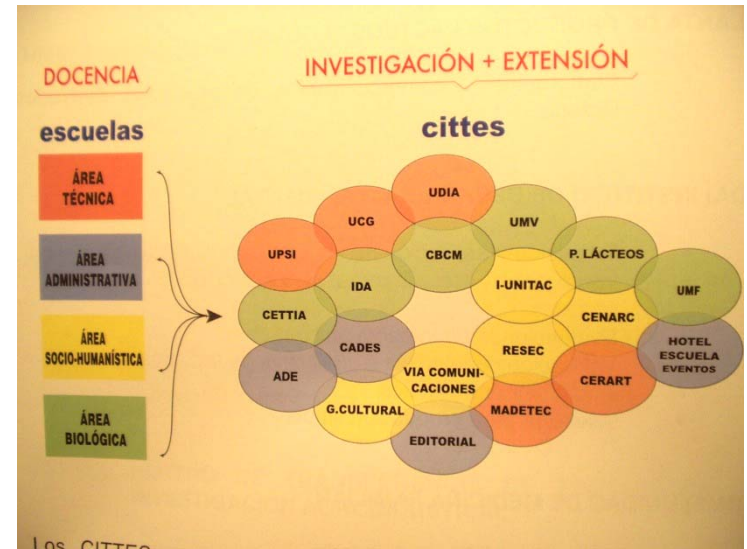 DOCENCIA
INVESTIGACIÓN + EXTENSIÓN
escuelas
cittes
ÁREA
TÉCNICA
ÁREA
ADMINISTRATIVA
ÁREA
SOCIO-HUMANÍSTICA
ÁREA
BIOLÓGICA
UDIA
UCG
UMV
UPSI
CBCM
P. LÁCTEOS
IDA
I-UNITAC
UMF
CETTIA
CENARC
CADES
RESEC
HOTEL
ESCUELA
EVENTOS
ADE
VIA COMUNI-
CACIONES
CERART
G.CULTURAL
MADETEC
EDITORIAL
Los CITTES